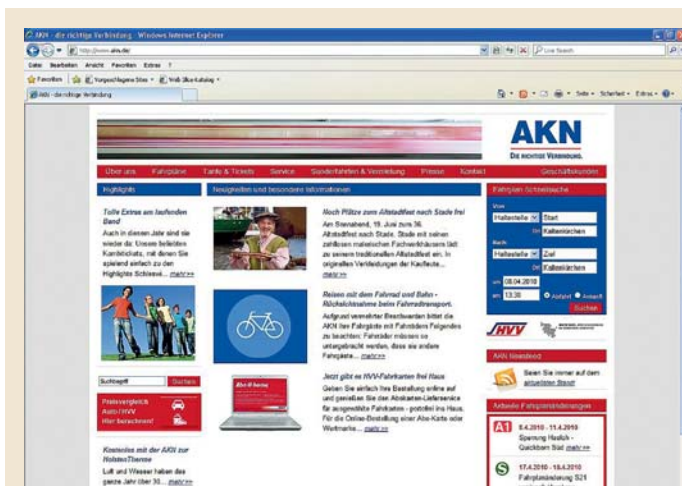 AKN - die richtige Verbindung - Windows Internet Explorer
http://www.akn.de/
Live Search
Datei Bearbeiten Ansicht Favoriten Extras ?
Favoriten Vorgeschlagene Sites Web Slice-Katalog
AKN - die richtige Verbindung
Seite Sicherheit Extras
AKN
DIE RICHTIGE VERBINDUNG.
Über uns Fahrpläne Tarife & Tickets Service Sonderfahrten & Vermietung Presse Kontakt Geschäftskunden
Highlights
Tolle Extras am laufenden
Band
Auch in diesem Jahr sind sie
wieder da: Unsere beliebten
Kombitickets, mit denen Sie
spielend einfach zu den
Highlights Schleswi... mehr >>
Suchbegriff Suchen
Preisvergleich
Auto/HVV
Hier berechnen!
Kostenlos mit der AKN zur
HolstenTherme
Luft und Wasser haben das
ganze Jahr über 30... mehr >>
Neuigkeiten und besondere Informationen
Noch Plätze zum Altstadtfest nach Stade frei
Am Sonnabend, 19. Juni zum 36.
Altstadtfest nach Stade. Stade mit seinen
zahllosen malerischen Fachwerkhäusern lädt
zu seinem traditionellen Altstadtfest ein. In
originellen Verkleidungen der Kaufleute...
mehr >>
Reisen mit dem Fahrrad und Bahn -
Rücksichtnahme beim Fahrradtransport.
Aufgrund vermehrter Beschwerden bittet die
AKN ihre Fahrgäste mit Fahrrädern Folgendes
zu beachten: Fahrräder müssen so
untergebracht werden, dass sie andere
Fahrgäste... mehr >>
Jetzt gibt es HVV-Fahrkarten frei Haus
Geben Sie einfach Ihre Bestellung online auf
und genießen Sie den Abokarten-Lieferservice
für ausgewählte Fahrkarten - portofrei ins Haus.
Für die Online-Bestellung einer Abo-Karte oder
Wertmarke... mehr >>
Fahrplan Schnellsuche
Von
Haltestelle Start
Ort Kaltenkirchen
Nach
Haltestelle Ziel
Ort Kaltenkirchen
am 08.04.2010
um 13:38 Abfahrt Ankunft
Suchen
HVV
AKN Newsfeed
Seien Sie immer auf dem
aktuellsten Stand!
Aktuelle Fahrplanänderungen
A1 8.4.2010 - 11.4.2010
Sperrung Hasloh -
Quickborn Süd mehr >>
S 17.4.2010 - 18.4.2010
Fahrplanänderung S21